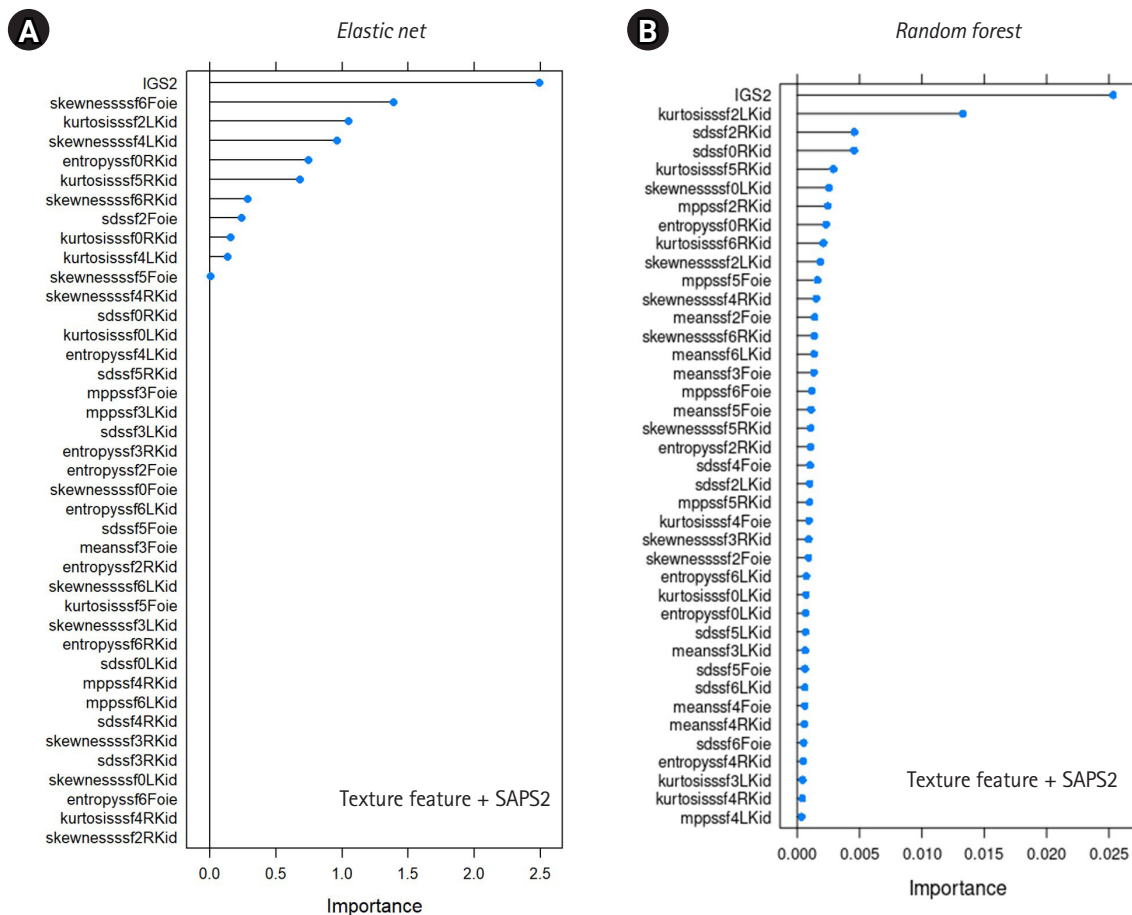 A
Elastic net
IGS2
skewnessssf6Foie
kurtosisssf2LKid
skewnessssf4LKid
entropyssf0RKid
kurtosisssf5RKid
skewnessssf6RKid
sdssf2Foie
kurtosisssf0RKid
kurtosisssf4LKid
skewnessssf5Foie
skewnessssf4RKid
sdssf0RKid
kurtosisssf0LKid
entropyssf4LKid
sdssf5RKid
mppssf3Foie
mppssf3LKid
sdssf3LKid
entropyssf3RKid
entropyssf2Foie
skewnessssf0Foie
entropyssf6LKid
sdssf5Foie
meanssf3Foie
entropyssf2RKid
skewnessssf6LKid
kurtosisssf5Foie
skewnessssf3LKid
entropyssf6RKid
sdssf0LKid
mppssf4RKid
mppssf6LKid
sdssf4RKid
skewnessssf3RKid
sdssf3RKid
skewnessssf0LKid
entropyssf6Foie
kurtosisssf4RKid
skewnessssf2RKid
Texture feature + SAPS2
0.0 0.5 1.0 1.5 2.0 2.5
Importance
B
Random forest
IGS2
kurtosisssf2LKid
sdssf2RKid
sdssf0RKid
kurtosisssf5RKid
skewnessssf0LKid
mppssf2RKid
entropyssf0RKid
kurtosisssf6RKid
skewnessssf2LKid
mppssf5Foie
skewnessssf4RKid
meanssf2Foie
skewnessssf6RKid
meanssf6LKid
meanssf3Foie
mppssf6Foie
meanssf5Foie
skewnessssf5RKid
entropyssf2RKid
sdssf4Foie
sdssf2LKid
mppssf5RKid
kurtosisssf4Foie
skewnessssf3RKid
skewnessssf2Foie
entropyssf6LKid
kurtosisssf0LKid
entropyssf0LKid
sdssf5LKid
meanssf3LKid
sdssf5Foie
sdssf6LKid
meanssf4Foie
meanssf4RKid
sdssf6Foie
entropyssf4RKid
kurtosisssf3LKid
kurtosisssf4RKid
mppssf4LKid
Texture feature + SAPS2
0.000 0.005 0.010 0.015 0.020 0.025
Importance